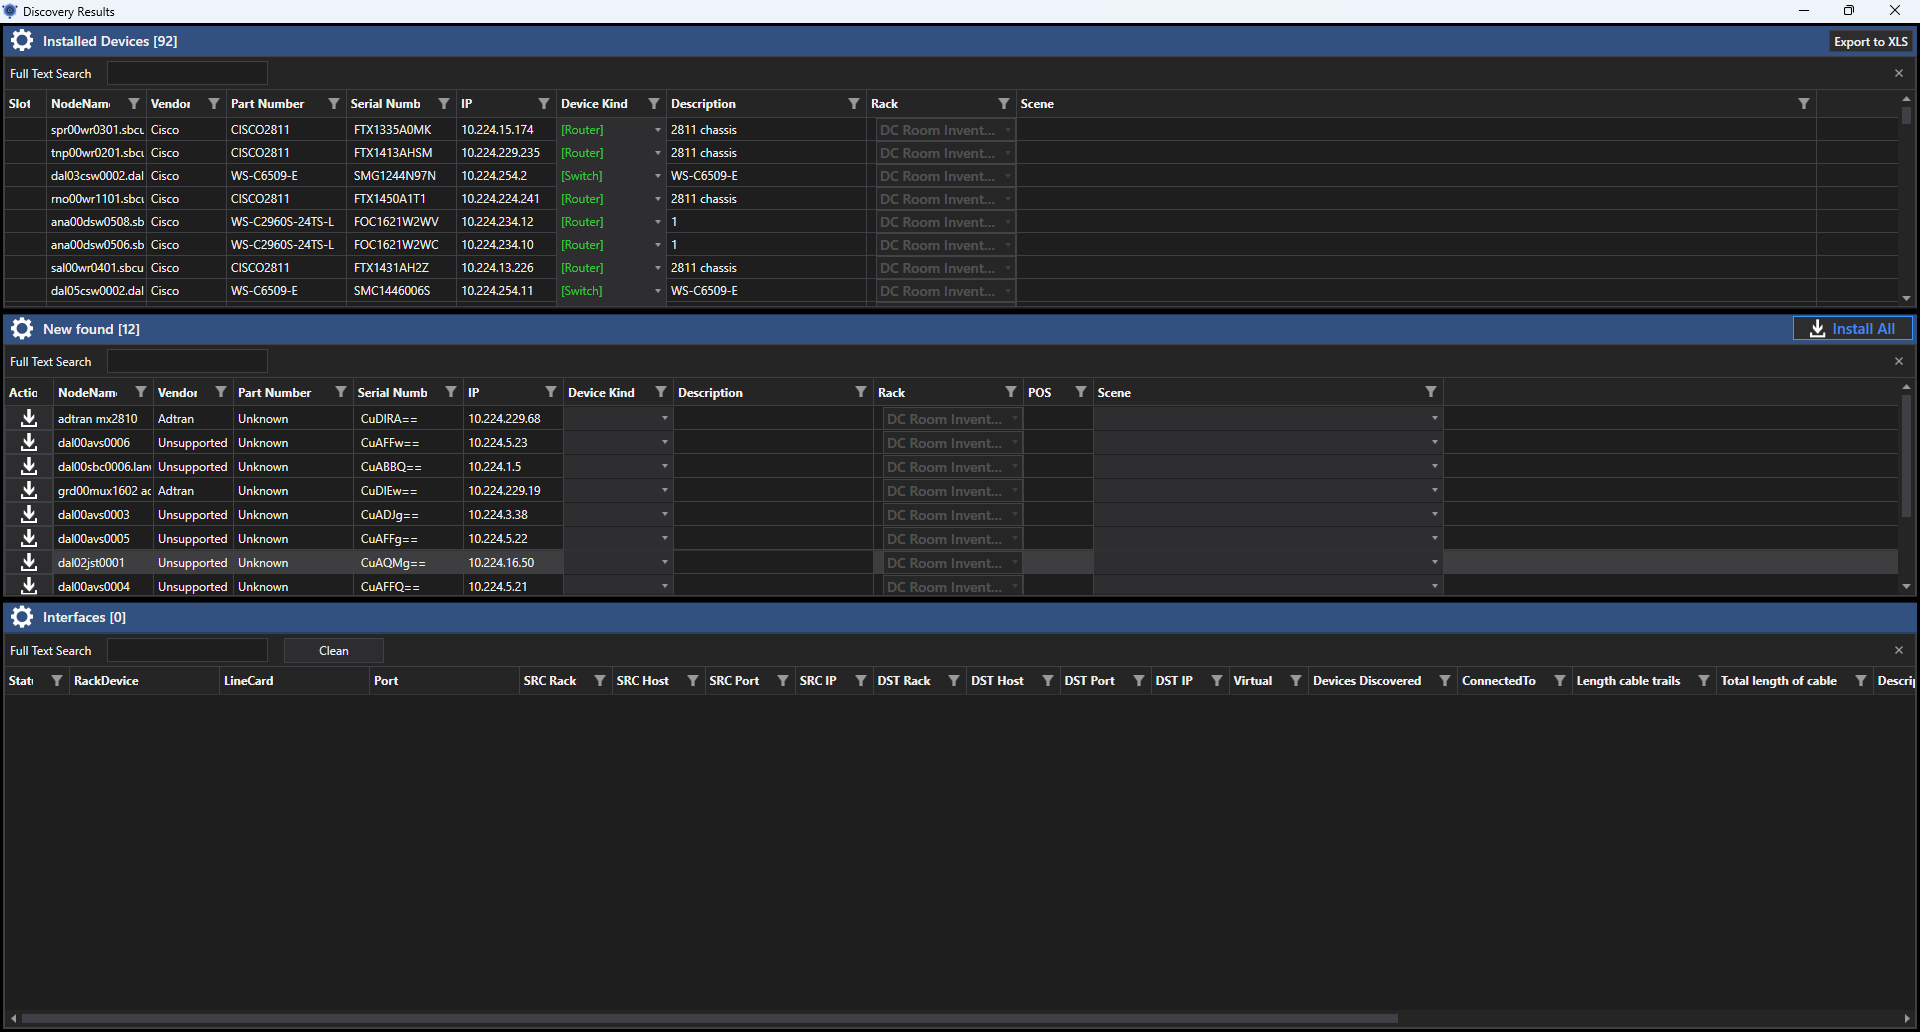 Discovery Results
Installed Devices [92] Export to XLS
Full Text Search
Slot NodeNam Vendor Part Number Serial Numb IP Device Kind Description Rack Scene
spr00wr0301.sbcu Cisco CISCO2811 FTX1335A0MK 10.224.15.174 [Router] 2811 chassis DC Room Invent...
tnp00wr0201.sbcu Cisco CISCO2811 FTX1413AHSM 10.224.229.235 [Router] 2811 chassis DC Room Invent...
dal03csw0002.dal Cisco WS-C6509-E SMG1244N97N 10.224.254.2 [Switch] WS-C6509-E DC Room Invent...
rno00wr1101.sbcu Cisco CISCO2811 FTX1450A1T1 10.224.224.241 [Router] 2811 chassis DC Room Invent...
ana00dsw0508.sb Cisco WS-C2960S-24TS-L FOC1621W2WV 10.224.234.12 [Router] 1 DC Room Invent...
ana00dsw0506.sb Cisco WS-C2960S-24TS-L FOC1621W2WC 10.224.234.10 [Router] 1 DC Room Invent...
sal00wr0401.sbcu Cisco CISCO2811 FTX1431AH2Z 10.224.13.226 [Router] 2811 chassis DC Room Invent...
dal05csw0002.dal Cisco WS-C6509-E SMC1446006S 10.224.254.11 [Switch] WS-C6509-E DC Room Invent...
New found [12] Install All
Full Text Search
Actic NodeNam Vendor Part Number Serial Numb IP Device Kind Description Rack POS Scene
adtran mx2810 Adtran Unknown CuDIRA== 10.224.229.68 DC Room Invent...
dal00avs0006 Unsupported Unknown CuAFFw== 10.224.5.23 DC Room Invent...
dal00sbc0006.lanv Unsupported Unknown CuABBQ== 10.224.1.5 DC Room Invent...
grd00mux1602 ac Adtran Unknown CuDIEw== 10.224.229.19 DC Room Invent...
dal00avs0003 Unsupported Unknown CuADJg== 10.224.3.38 DC Room Invent...
dal00avs0005 Unsupported Unknown CuAFFg== 10.224.5.22 DC Room Invent...
dal02jst0001 Unsupported Unknown CuAQMg== 10.224.16.50 DC Room Invent...
dal00avs0004 Unsupported Unknown CuAFFQ== 10.224.5.21 DC Room Invent...
Interfaces [0]
Full Text Search Clean
Statu RackDevice LineCard Port SRC Rack SRC Host SRC Port SRC IP DST Rack DST Host DST Port DST IP Virtual Devices Discovered ConnectedTo Length cable trails Total length of cable Descrip